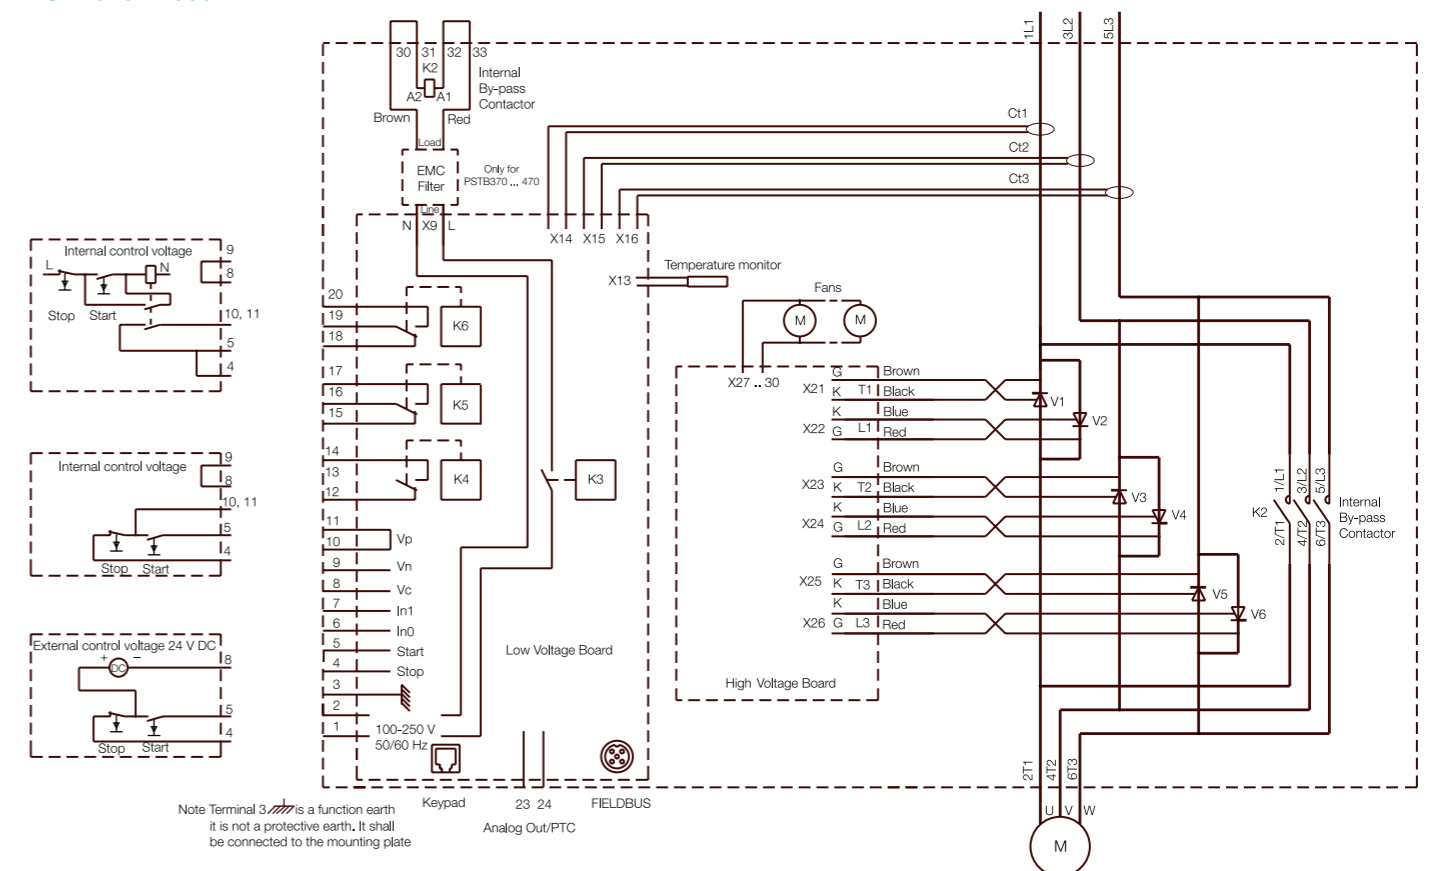 1L1
3L2
5L3
30 31 32 33
K2
A2 A1
Internal
By-pass
Contactor
Brown Red
Load
EMC
Filter
Only for
PSTB370 ... 470
Line
N X9 L
Ct1
Ct2
Ct3
X14 X15 X16
X13
Temperature monitor
Fans
M M
X27 .. 30
Internal control voltage
L N
Stop Start
9
8
10, 11
5
4
Internal control voltage
9
8
10, 11
5
4
Stop Start
External control voltage 24 V DC
+ −
DC
8
5
4
Stop Start
20
19
18
K6
17
16
15
K5
14
13
12
K4
K3
11
10
Vp
9 Vn
8 Vc
7 In1
6 In0
5 Start
4 Stop
3
2
1
100-250 V
50/60 Hz
Low Voltage Board
Keypad
23 24
Analog Out/PTC
FIELDBUS
X21
G Brown
K T1 Black
X22
K Blue
G L1 Red
X23
G Brown
K T2 Black
X24
K Blue
G L2 Red
X25
G Brown
K T3 Black
X26
K Blue
G L3 Red
High Voltage Board
V1
V2
V3
V4
V5
V6
K2
1/L1
3/L2
5/L3
2/T1
4/T2
6/T3
Internal
By-pass
Contactor
2T1
4T2
6T3
U V W
M
Note Terminal 3 is a function earth
it is not a protective earth. It shall
be connected to the mounting plate